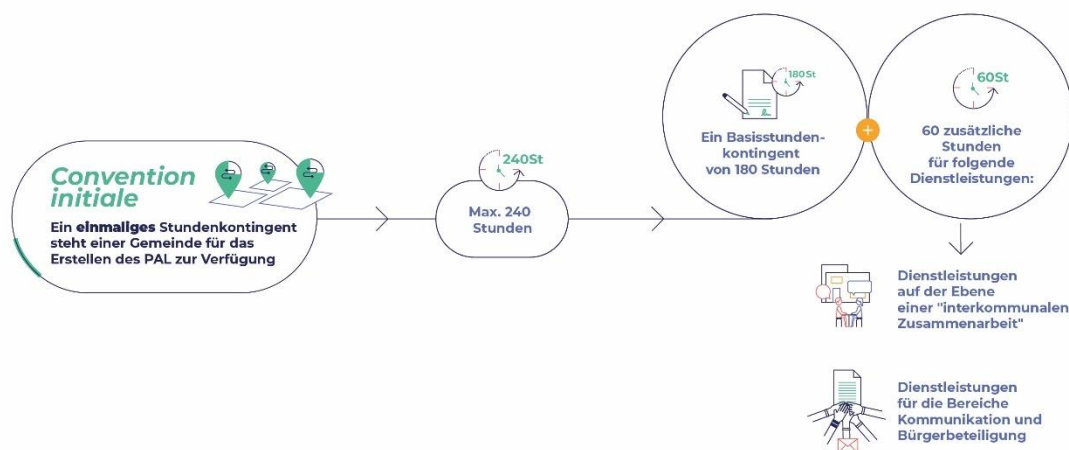 Convention
initiale
Ein einmaliges Stundenkontingent
steht einer Gemeinde für das
Erstellen des PAL zur Verfügung
240St
Max. 240
Stunden
180St
Ein Basisstunden-
kontingent
von 180 Stunden
+
60St
60 zusätzliche
Stunden
für folgende
Dienstleistungen:
Dienstleistungen
auf der Ebene
einer "interkommunalen
Zusammenarbeit"
Dienstleistungen
für die Bereiche
Kommunikation und
Bürgerbeteiligung